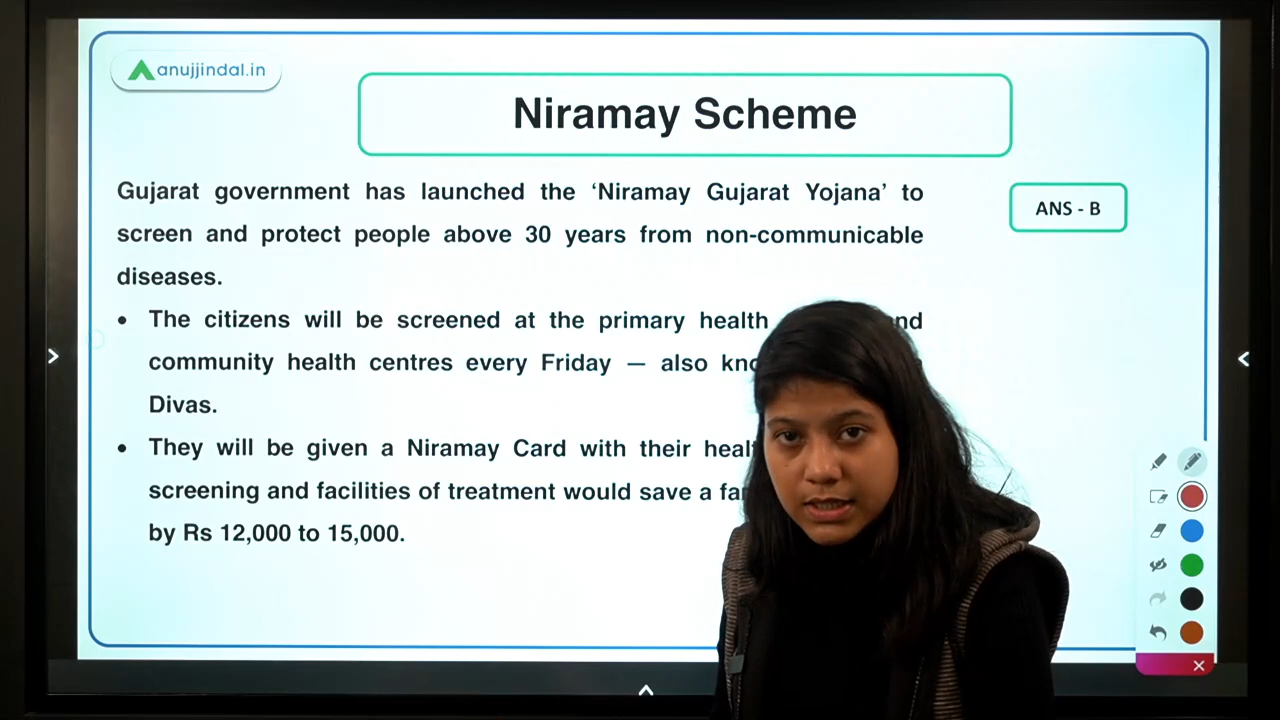 anujjindal.in
Niramay Scheme
Gujarat government has launched the ‘Niramay Gujarat Yojana’ to
ANS - B
screen and protect people above 30 years from non-communicable
diseases.
• The citizens will be screened at the primary health
community health centres every Friday — also
Divas.
• They will be given a Niramay Card with their
screening and facilities of treatment would save a
by Rs 12,000 to 15,000.